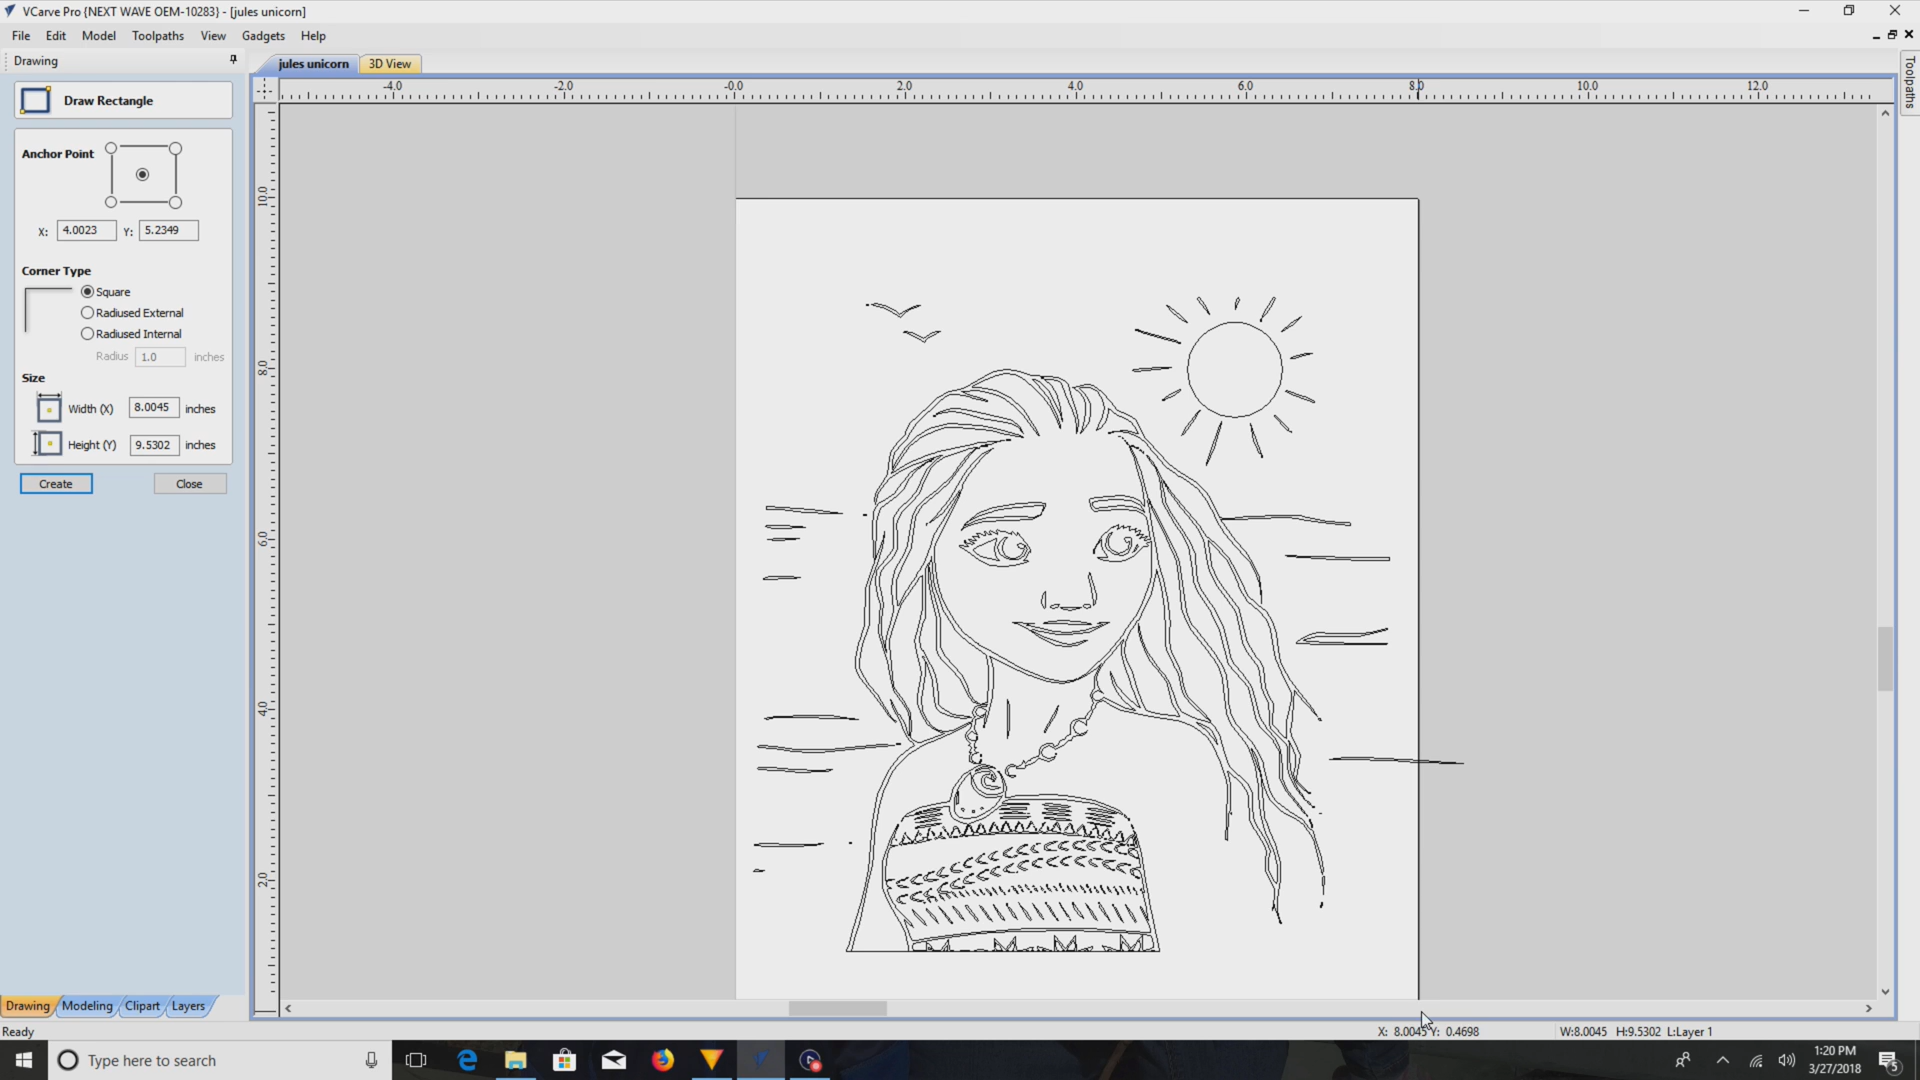 VCarve Pro {NEXT WAVE OEM-10283} - [jules unicorn]
File Edit Model Toolpaths View Gadgets Help
Drawing
jules unicorn 3D View
Toolpaths
-4.0 -2.0 -0.0 2.0 4.0 6.0 8.0 10.0 12.0
Draw Rectangle
Anchor Point
X: 4.0023 Y: 5.2349
Corner Type
Square
Radiused External
Radiused Internal
Radius 1.0 inches
Size
Width (X) 8.0045 inches
Height (Y) 9.5302 inches
Create Close
10.0
8.0
6.0
4.0
2.0
Drawing Modeling Clipart Layers
Ready
X: 8.0045 Y: 0.4698 W:8.0045 H:9.5302 L:Layer 1
Type here to search
1:20 PM
3/27/2018
5